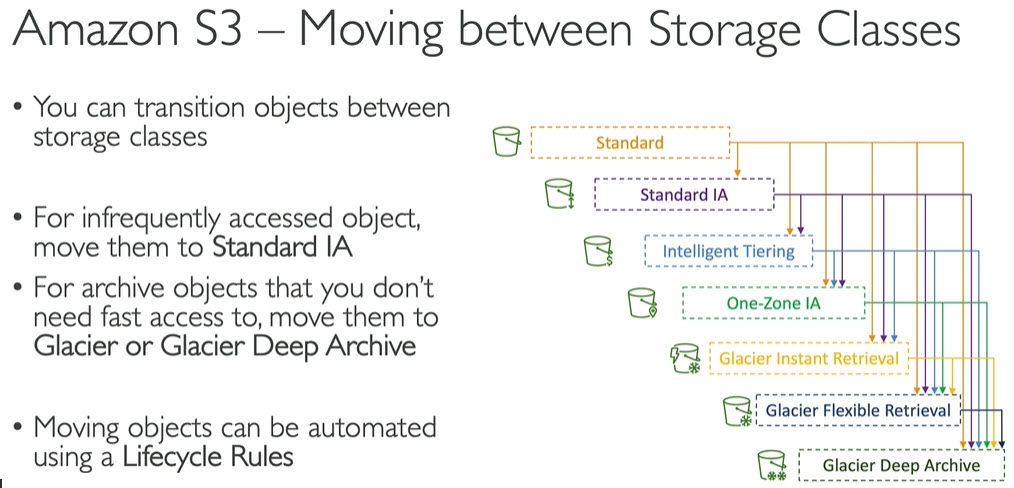 Amazon S3 – Moving between Storage Classes
• You can transition objects between
storage classes
• For infrequently accessed object,
move them to Standard IA
• For archive objects that you don't
need fast access to, move them to
Glacier or Glacier Deep Archive
• Moving objects can be automated
using a Lifecycle Rules
Standard
Standard IA
Intelligent Tiering
One-Zone IA
Glacier Instant Retrieval
Glacier Flexible Retrieval
Glacier Deep Archive